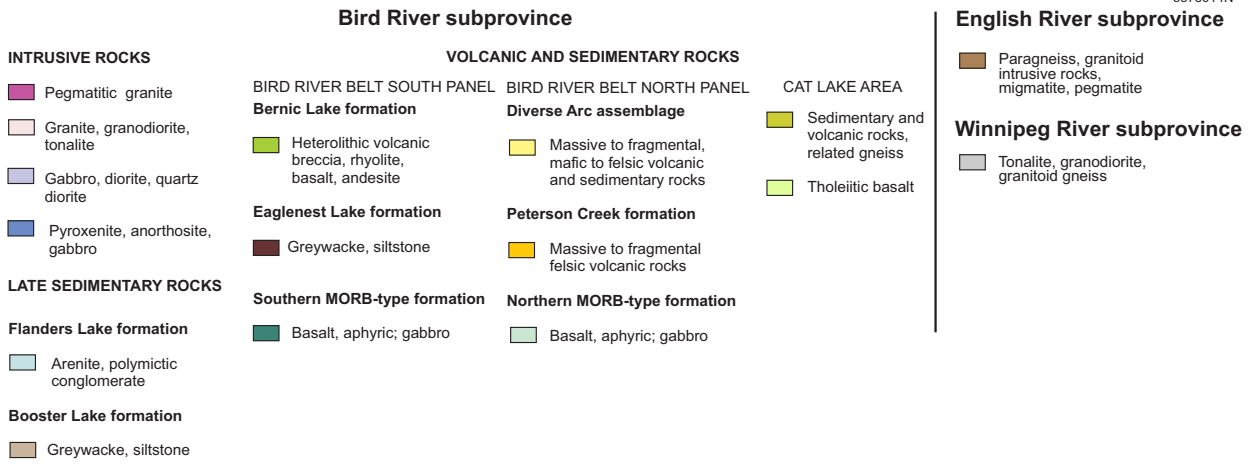 Bird River subprovince
INTRUSIVE ROCKS
Pegmatitic granite
Granite, granodiorite,
tonalite
Gabbro, diorite, quartz
diorite
Pyroxenite, anorthosite,
gabbro
LATE SEDIMENTARY ROCKS
Flanders Lake formation
Arenite, polymictic
conglomerate
Booster Lake formation
Greywacke, siltstone
VOLCANIC AND SEDIMENTARY ROCKS
BIRD RIVER BELT SOUTH PANEL
Bernic Lake formation
Heterolithic volcanic
breccia, rhyolite,
basalt, andesite
Eaglenest Lake formation
Greywacke, siltstone
Southern MORB-type formation
Basalt, aphyric; gabbro
BIRD RIVER BELT NORTH PANEL
Diverse Arc assemblage
Massive to fragmental,
mafic to felsic volcanic
and sedimentary rocks
Peterson Creek formation
Massive to fragmental
felsic volcanic rocks
Northern MORB-type formation
Basalt, aphyric; gabbro
CAT LAKE AREA
Sedimentary and
volcanic rocks,
related gneiss
Tholeiitic basalt
English River subprovince
Paragneiss, granitoid
intrusive rocks,
migmatite, pegmatite
Winnipeg River subprovince
Tonalite, granodiorite,
granitoid gneiss